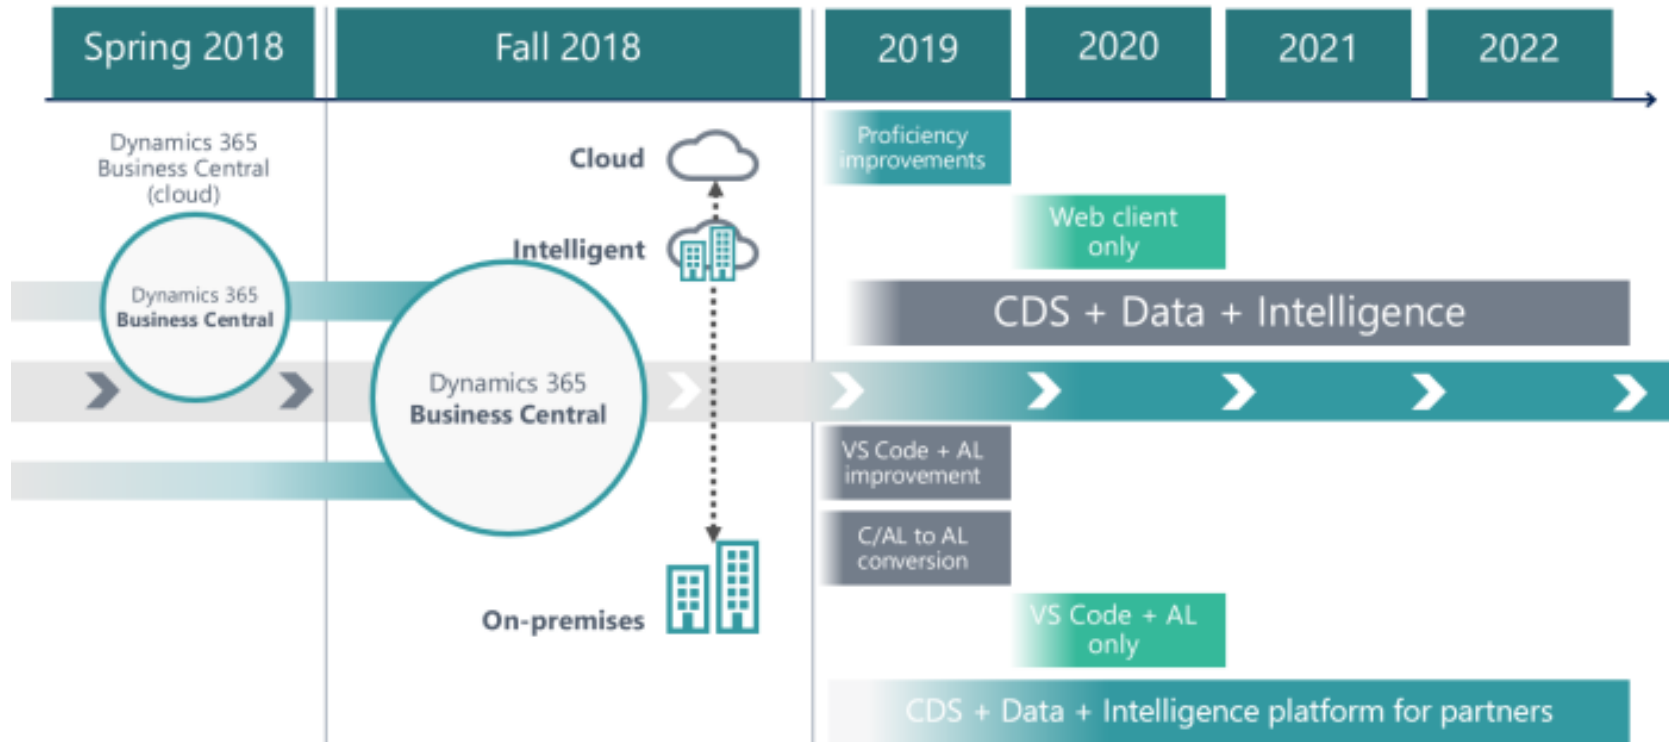 Spring 2018
Fall 2018
2019
2020
2021
2022
Dynamics 365
Business Central
(cloud)
Dynamics 365
Business Central
Dynamics 365
Business Central
Cloud
Intelligent
On-premises
Proficiency
improvements
Web client
only
CDS + Data + Intelligence
VS Code + AL
improvement
C/AL to AL
conversion
VS Code + AL
only
CDS + Data + Intelligence platform for partners